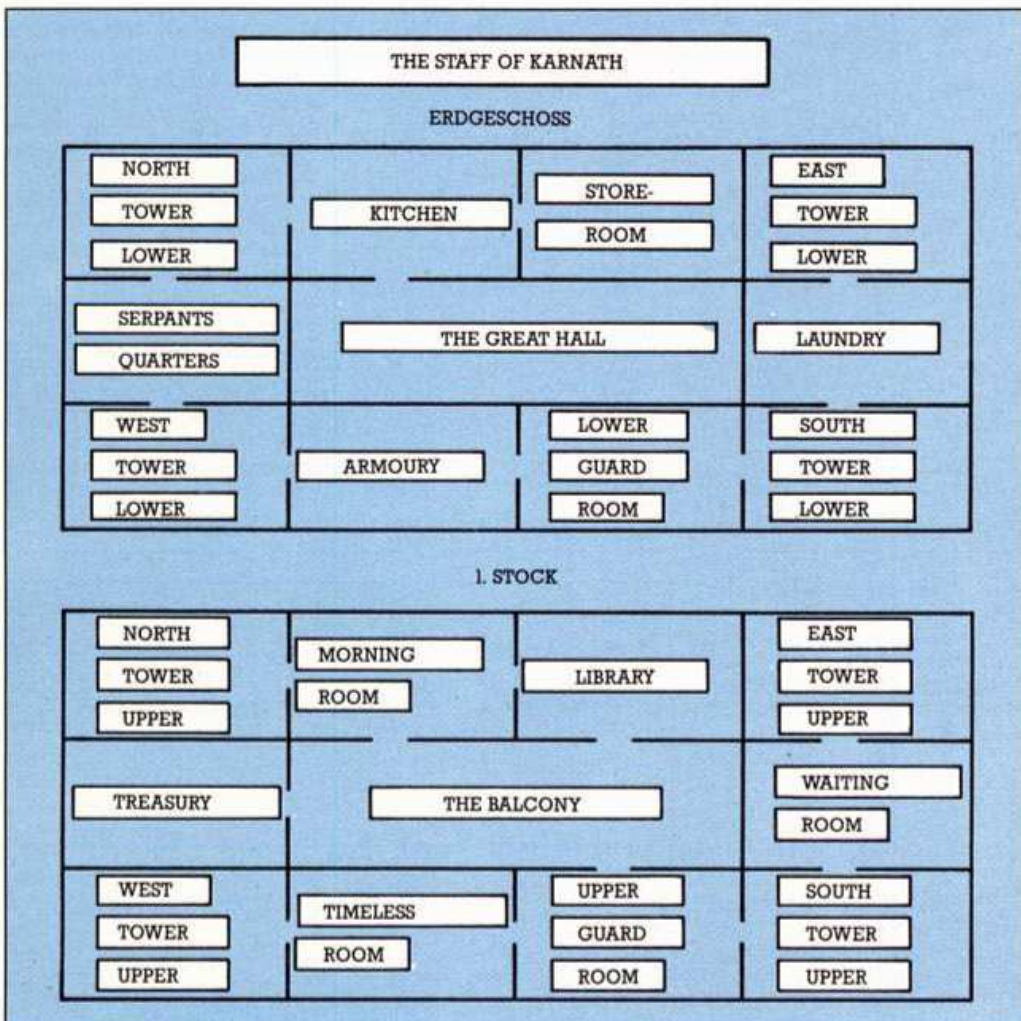 THE STAFF OF KARNATH
ERDGESCHOSS
NORTH
TOWER
LOWER
KITCHEN
STORE-
ROOM
EAST
TOWER
LOWER
SERPANTS
QUARTERS
THE GREAT HALL
LAUNDRY
WEST
TOWER
LOWER
ARMOURY
LOWER
GUARD
ROOM
SOUTH
TOWER
LOWER
1. STOCK
NORTH
TOWER
UPPER
MORNING
ROOM
LIBRARY
EAST
TOWER
UPPER
TREASURY
THE BALCONY
WAITING
ROOM
WEST
TOWER
UPPER
TIMELESS
ROOM
UPPER
GUARD
ROOM
SOUTH
TOWER
UPPER